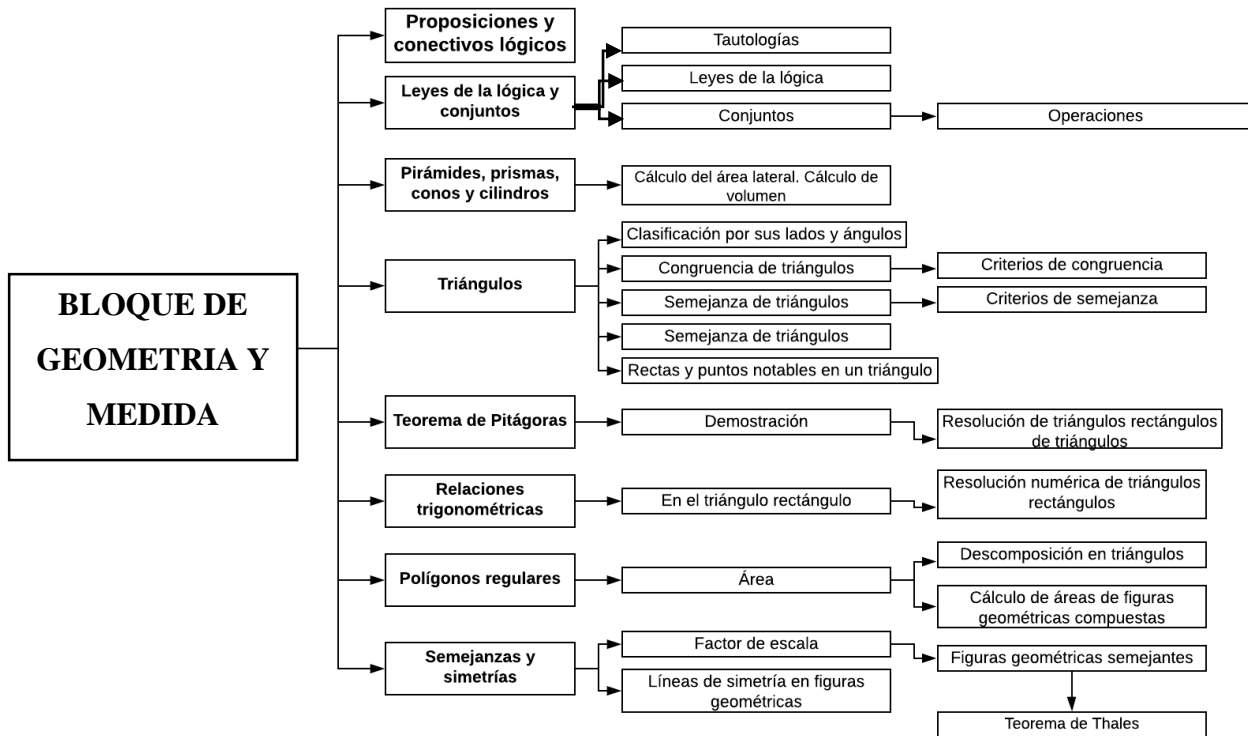 BLOQUE DE
GEOMETRIA Y
MEDIDA
Proposiciones y
conectivos lógicos
Leyes de la lógica y
conjuntos
Tautologías
Leyes de la lógica
Conjuntos
Operaciones
Pirámides, prismas,
conos y cilindros
Cálculo del área lateral. Cálculo de
volumen
Triángulos
Clasificación por sus lados y ángulos
Congruencia de triángulos
Criterios de congruencia
Semejanza de triángulos
Criterios de semejanza
Semejanza de triángulos
Rectas y puntos notables en un triángulo
Teorema de Pitágoras
Demostración
Resolución de triángulos rectángulos
de triángulos
Relaciones
trigonométricas
En el triángulo rectángulo
Resolución numérica de triángulos
rectángulos
Polígonos regulares
Área
Descomposición en triángulos
Cálculo de áreas de figuras
geométricas compuestas
Semejanzas y
simetrías
Factor de escala
Figuras geométricas semejantes
Teorema de Thales
Líneas de simetría en figuras
geométricas